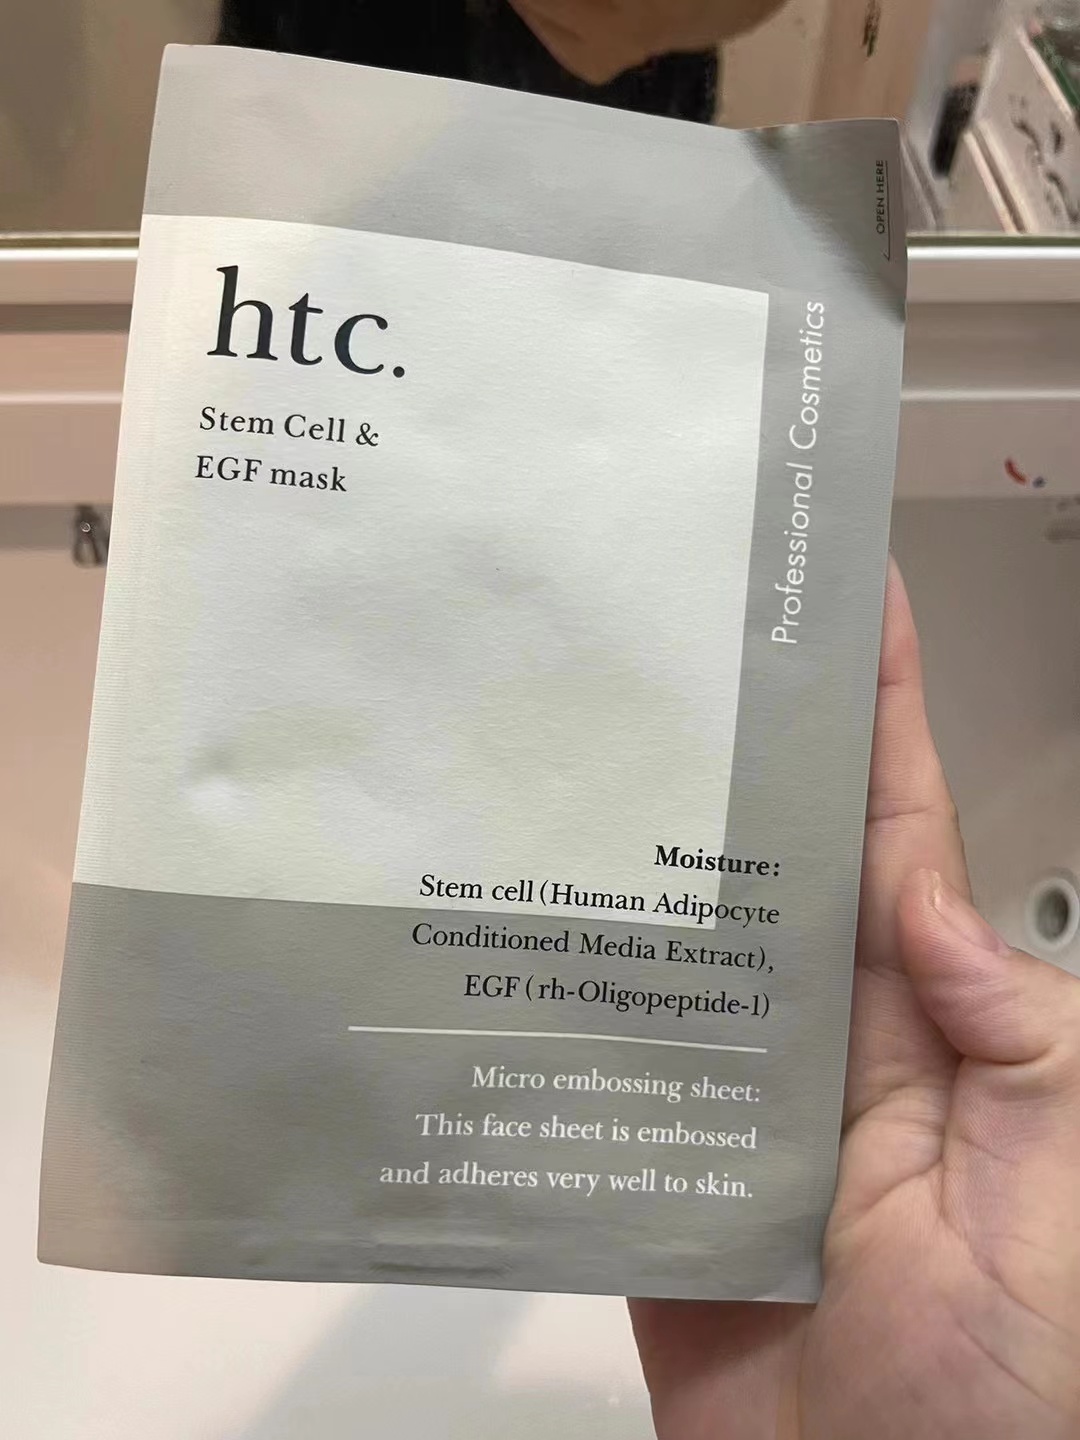 OPEN HERE
htc.
Stem Cell &
EGF mask
Professional Cosmetics
Moisture:
Stem cell (Human Adipocyte
Conditioned Media Extract),
EGF (rh-Oligopeptide-1)
Micro embossing sheet:
This face sheet is embossed
and adheres very well to skin.